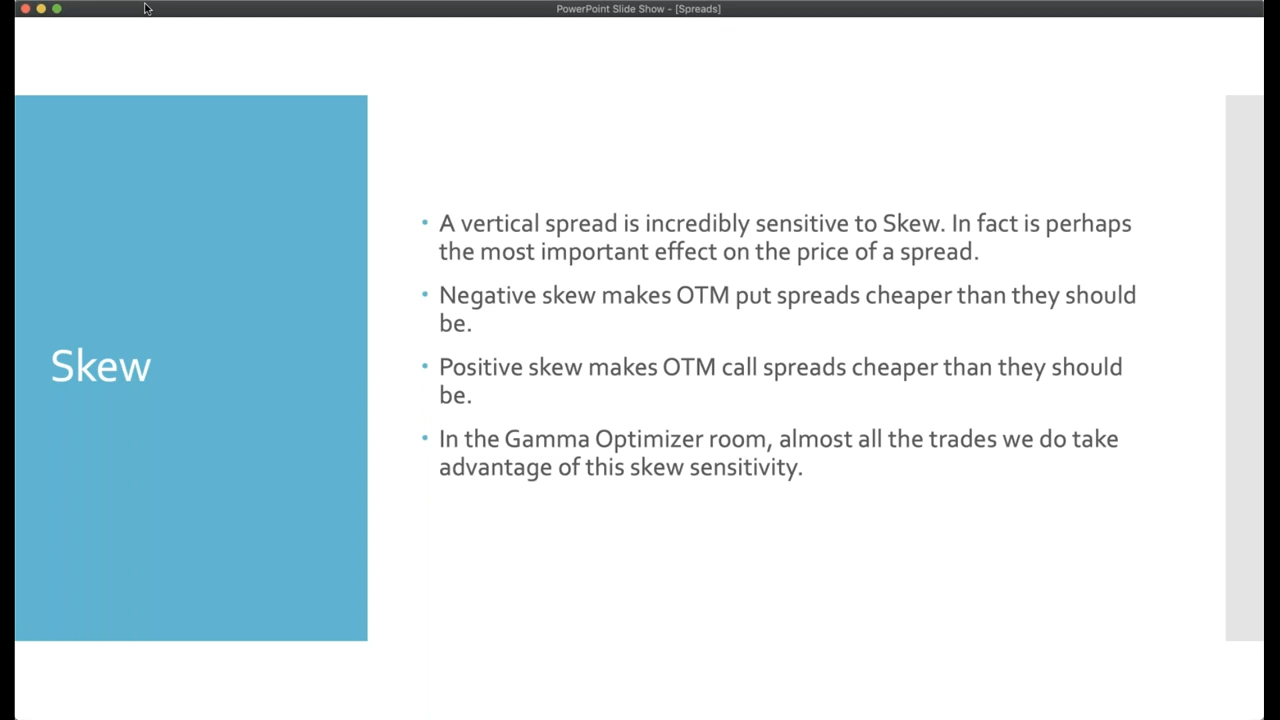 PowerPoint Slide Show - [Spreads]
Skew
• A vertical spread is incredibly sensitive to Skew. In fact is perhaps
the most important effect on the price of a spread.
• Negative skew makes OTM put spreads cheaper than they should
be.
• Positive skew makes OTM call spreads cheaper than they should
be.
• In the Gamma Optimizer room, almost all the trades we do take
advantage of this skew sensitivity.